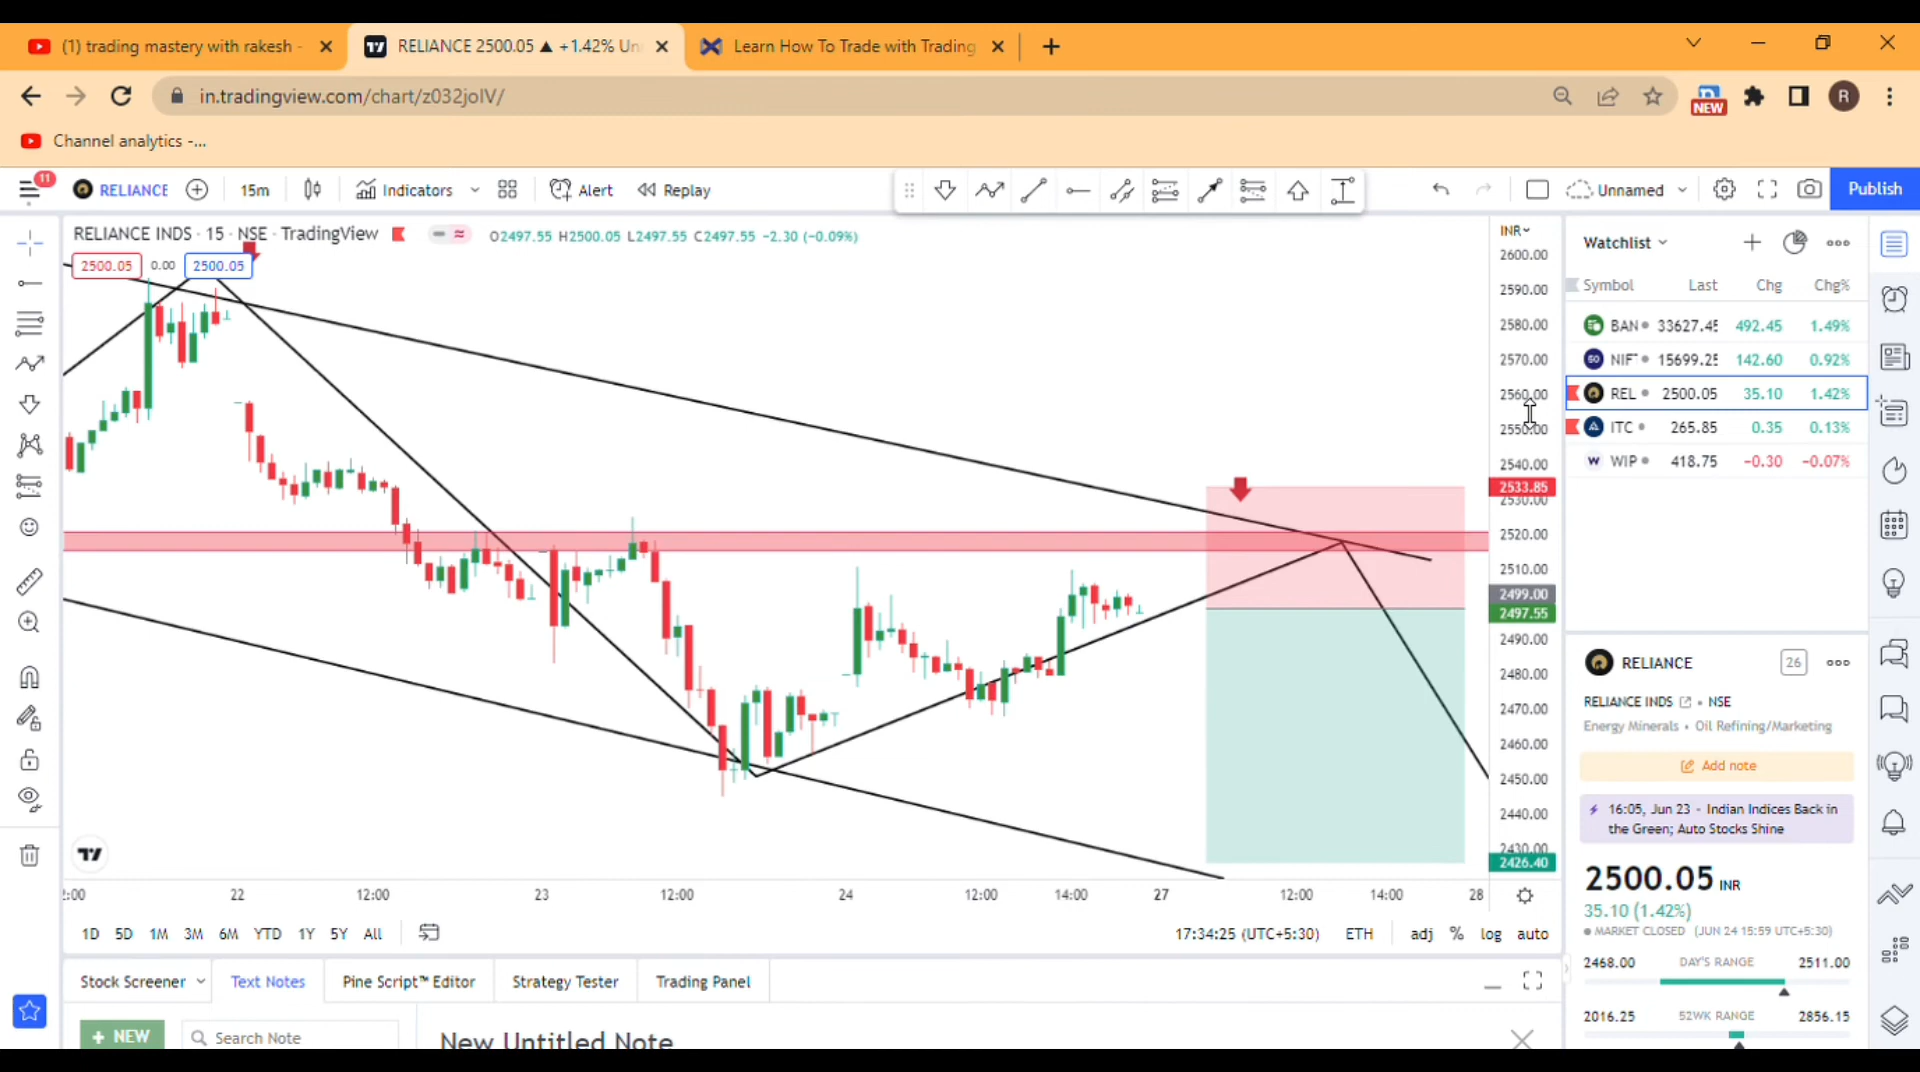 (1) trading mastery with rakesh -
RELIANCE 2500.05 ▲ +1.42% Un
Learn How To Trade with Trading
in.tradingview.com/chart/z032joIV/
NEW
R
Channel analytics -...
11
RELIANCE
15m
Indicators
Alert
Replay
Unnamed
Publish
RELIANCE INDS · 15 · NSE · TradingView
O2497.55 H2500.05 L2497.55 C2497.55 −2.30 (−0.09%)
2500.05
0.00
2500.05
INR
2600.00
2590.00
2580.00
2570.00
2560.00
2550.00
2540.00
2533.85
2530.00
2520.00
2510.00
2499.00
2497.55
2490.00
2480.00
2470.00
2460.00
2450.00
2440.00
2430.00
2426.40
:00
22
12:00
23
12:00
24
12:00
14:00
27
12:00
14:00
28
1D 5D 1M 3M 6M YTD 1Y 5Y All
17:34:25 (UTC+5:30) ETH adj % log auto
Stock Screener
Text Notes
Pine Script™ Editor
Strategy Tester
Trading Panel
+ NEW
Search Note
New Untitled Note
Watchlist
Symbol Last Chg Chg%
BAN 33627.45 492.45 1.49%
50 NIF 15699.25 142.60 0.92%
REL 2500.05 35.10 1.42%
ITC 265.85 0.35 0.13%
W WIP 418.75 −0.30 −0.07%
RELIANCE
26
RELIANCE INDS • NSE
Energy Minerals • Oil Refining/Marketing
Add note
16:05, Jun 23 - Indian Indices Back in
the Green; Auto Stocks Shine
2500.05 INR
35.10 (1.42%)
MARKET CLOSED (JUN 24 15:59 UTC+5:30)
2468.00 DAY'S RANGE 2511.00
2016.25 52WK RANGE 2856.15